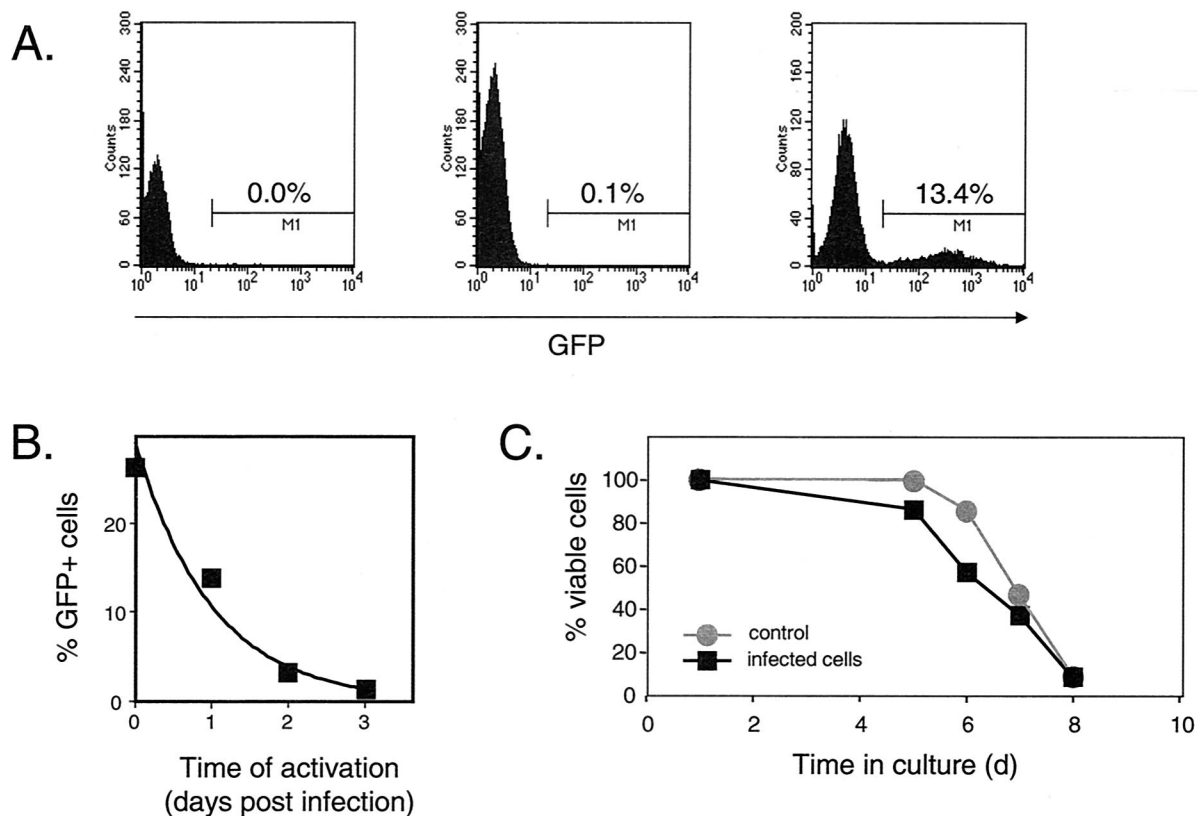 A.
300
240
180
120
60
0
Counts
0.0%
M1
10^0 10^1 10^2 10^3 10^4
300
240
180
120
60
0
Counts
0.1%
M1
10^0 10^1 10^2 10^3 10^4
200
160
120
80
40
0
Counts
13.4%
M1
10^0 10^1 10^2 10^3 10^4
GFP
B.
% GFP+ cells
20
10
0
0 1 2 3
Time of activation
(days post infection)
C.
% viable cells
100
80
60
40
20
0
control
infected cells
0 2 4 6 8 10
Time in culture (d)